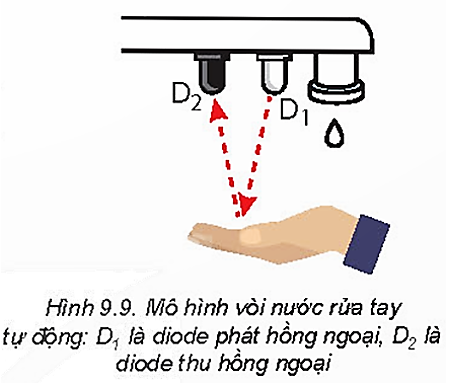 D₂
D₁
Hình 9.9. Mô hình vòi nước rửa tay
tự động: D₁ là diode phát hồng ngoại, D₂ là
diode thu hồng ngoại